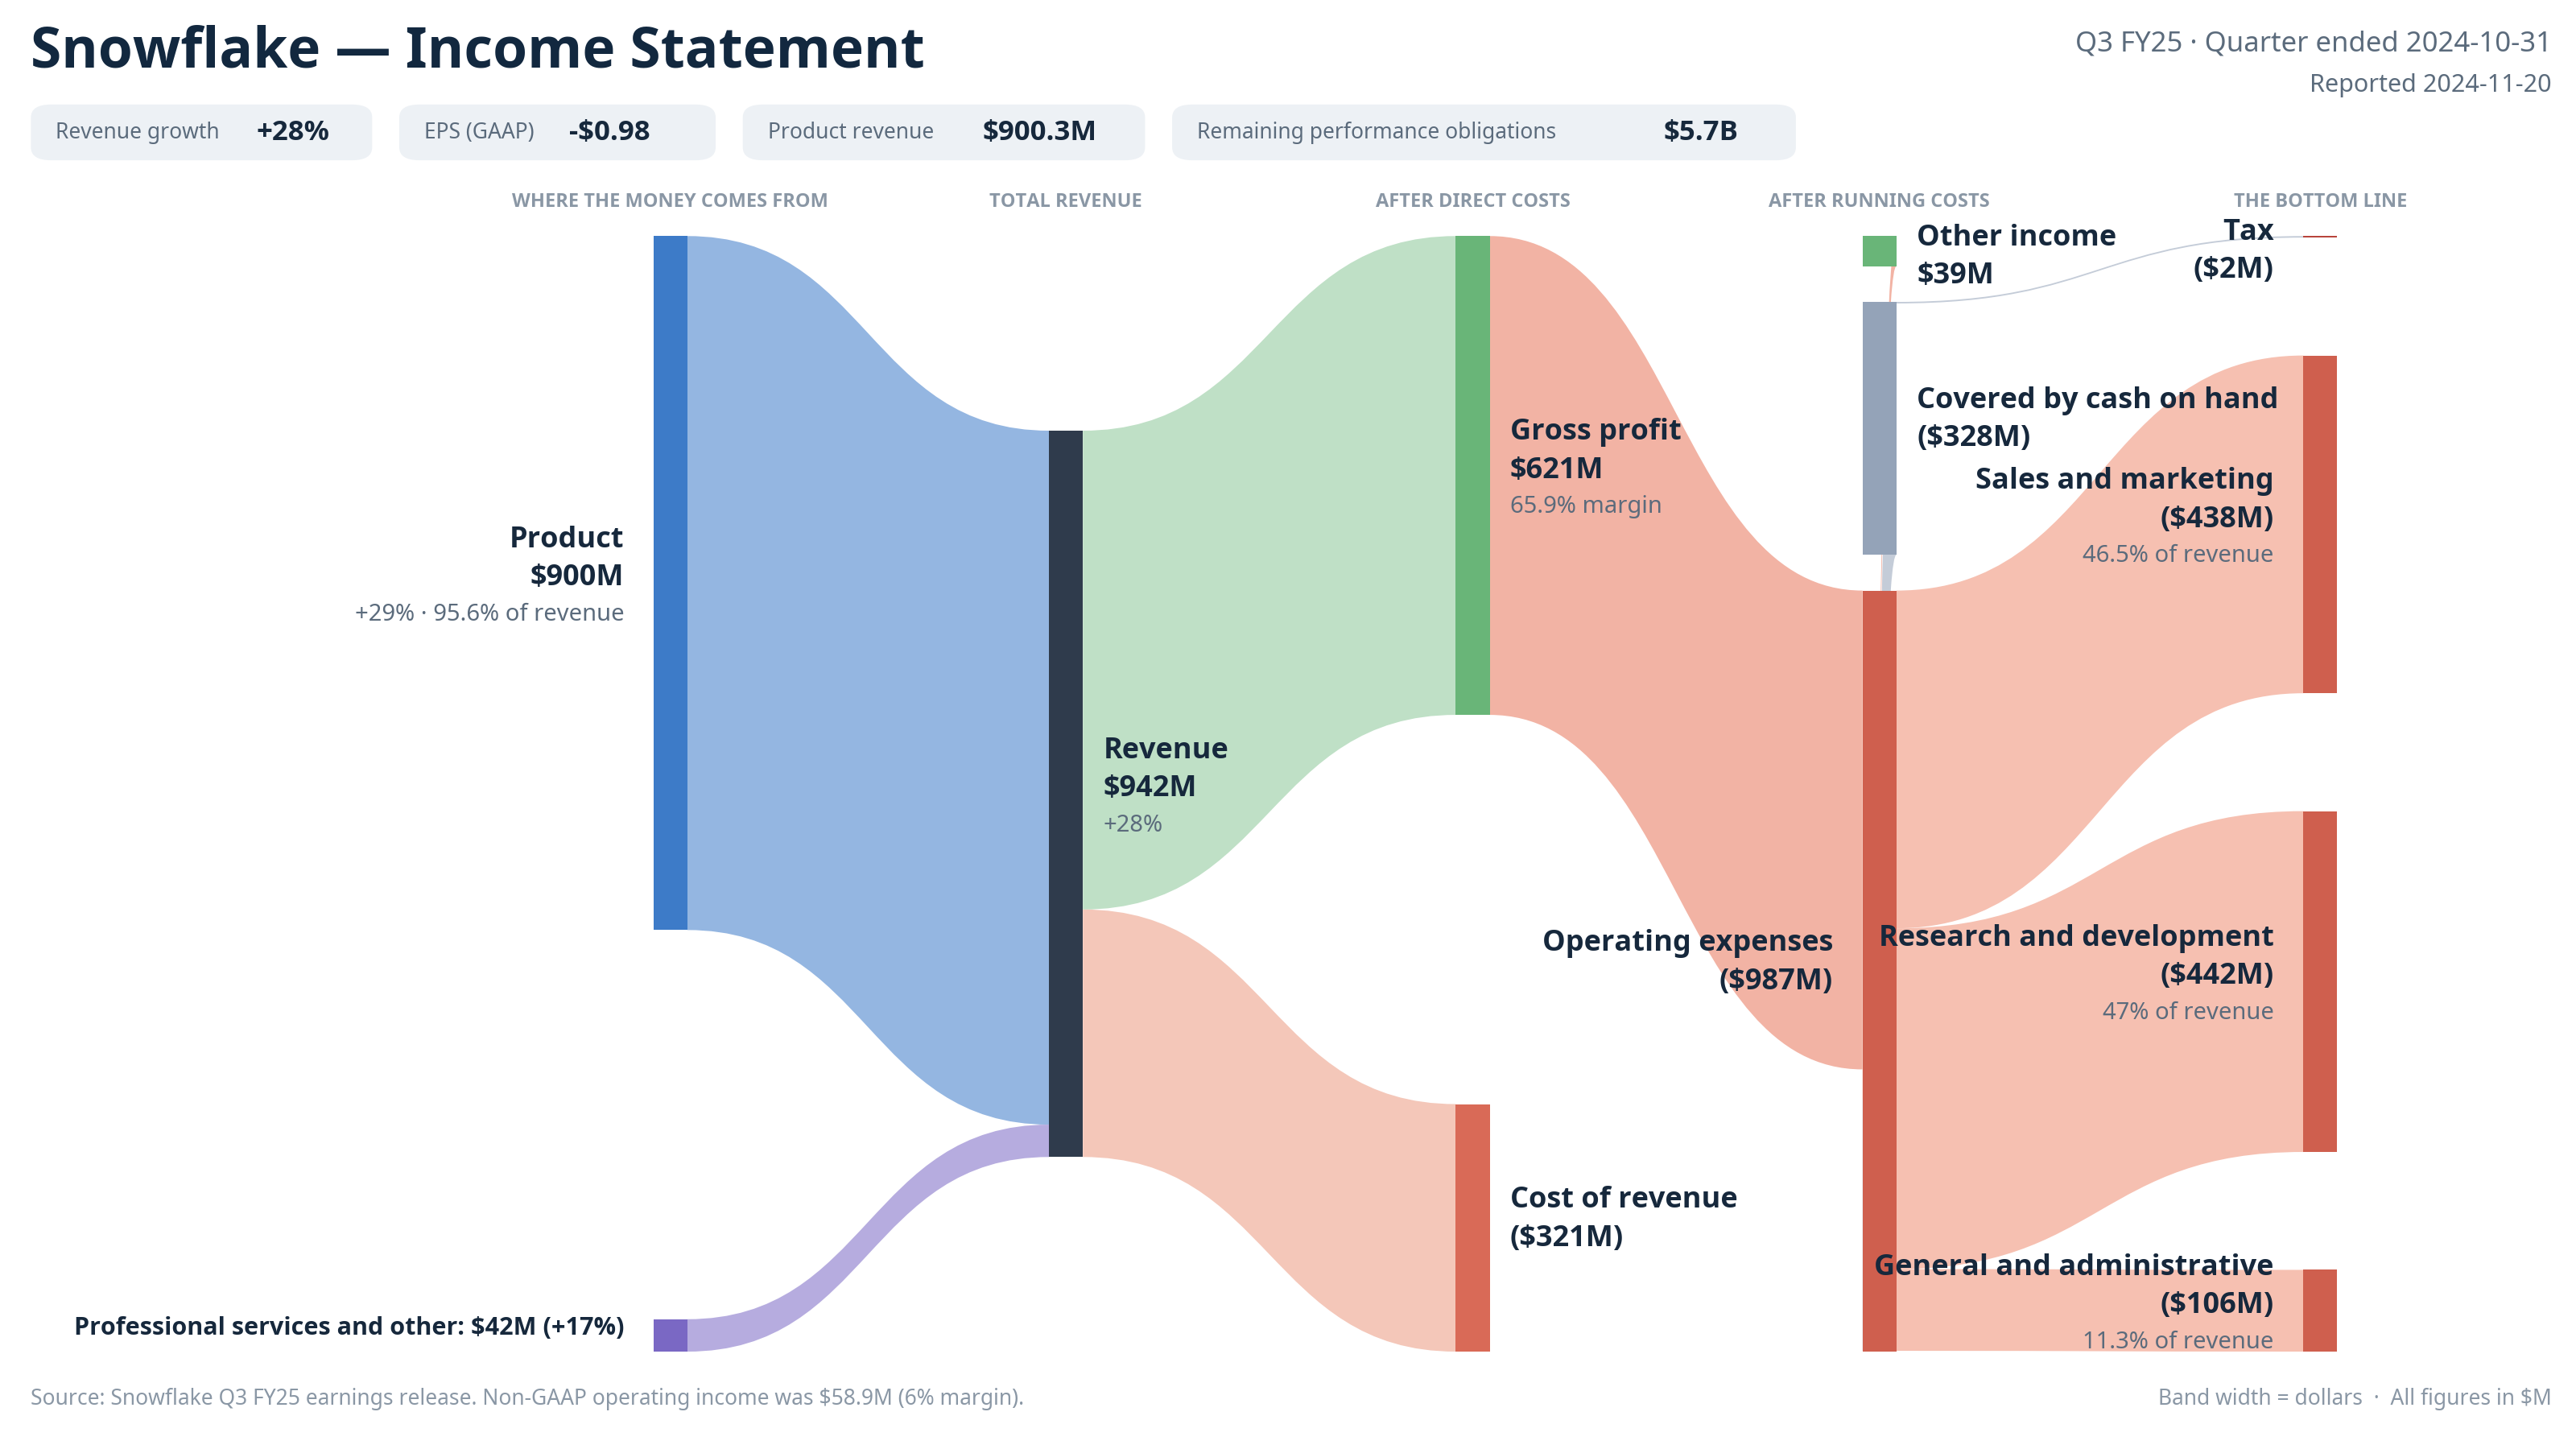 Snowflake — Income Statement
Q3 FY25 · Quarter ended 2024-10-31
Reported 2024-11-20
Revenue growth +28%
EPS (GAAP) -$0.98
Product revenue $900.3M
Remaining performance obligations $5.7B
WHERE THE MONEY COMES FROM
TOTAL REVENUE
AFTER DIRECT COSTS
AFTER RUNNING COSTS
THE BOTTOM LINE
Product
$900M
+29% · 95.6% of revenue
Professional services and other: $42M (+17%)
Revenue
$942M
+28%
Gross profit
$621M
65.9% margin
Cost of revenue
($321M)
Other income
$39M
Covered by cash on hand
($328M)
Operating expenses
($987M)
Tax
($2M)
Sales and marketing
($438M)
46.5% of revenue
Research and development
($442M)
47% of revenue
General and administrative
($106M)
11.3% of revenue
Source: Snowflake Q3 FY25 earnings release. Non-GAAP operating income was $58.9M (6% margin).
Band width = dollars · All figures in $M